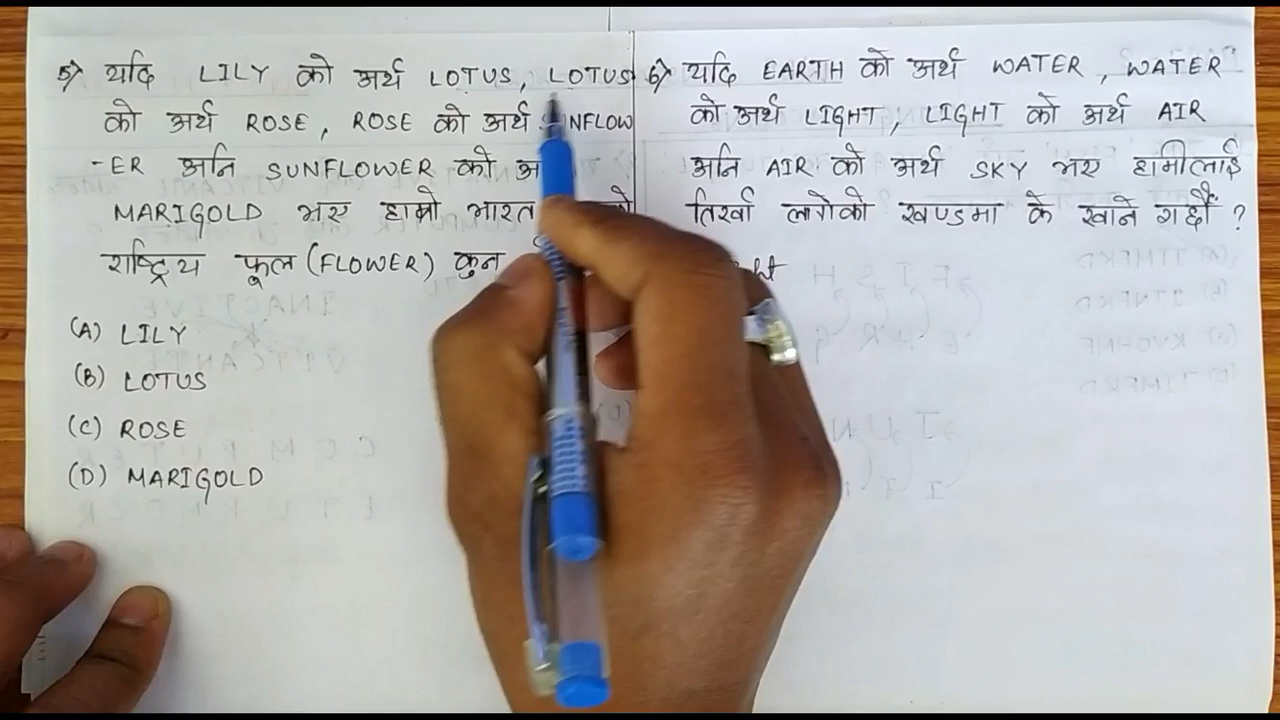 5) यदि LILY को अर्थ LOTUS, LOTUS
को अर्थ ROSE, ROSE को अर्थ SUNFLOW
-ER अनि SUNFLOWER को
MARIGOLD भए हाम्रो भारत
राष्ट्रिय फूल (FLOWER) कुन
(A) LILY
(B) LOTUS
(C) ROSE
(D) MARIGOLD
6) यदि EARTH को अर्थ WATER, WATER
को अर्थ LIGHT, LIGHT को अर्थ AIR
अनि AIR को अर्थ SKY भए हामीलाई
तिर्खा लागेको खण्डमा के खाने गर्छौं ?